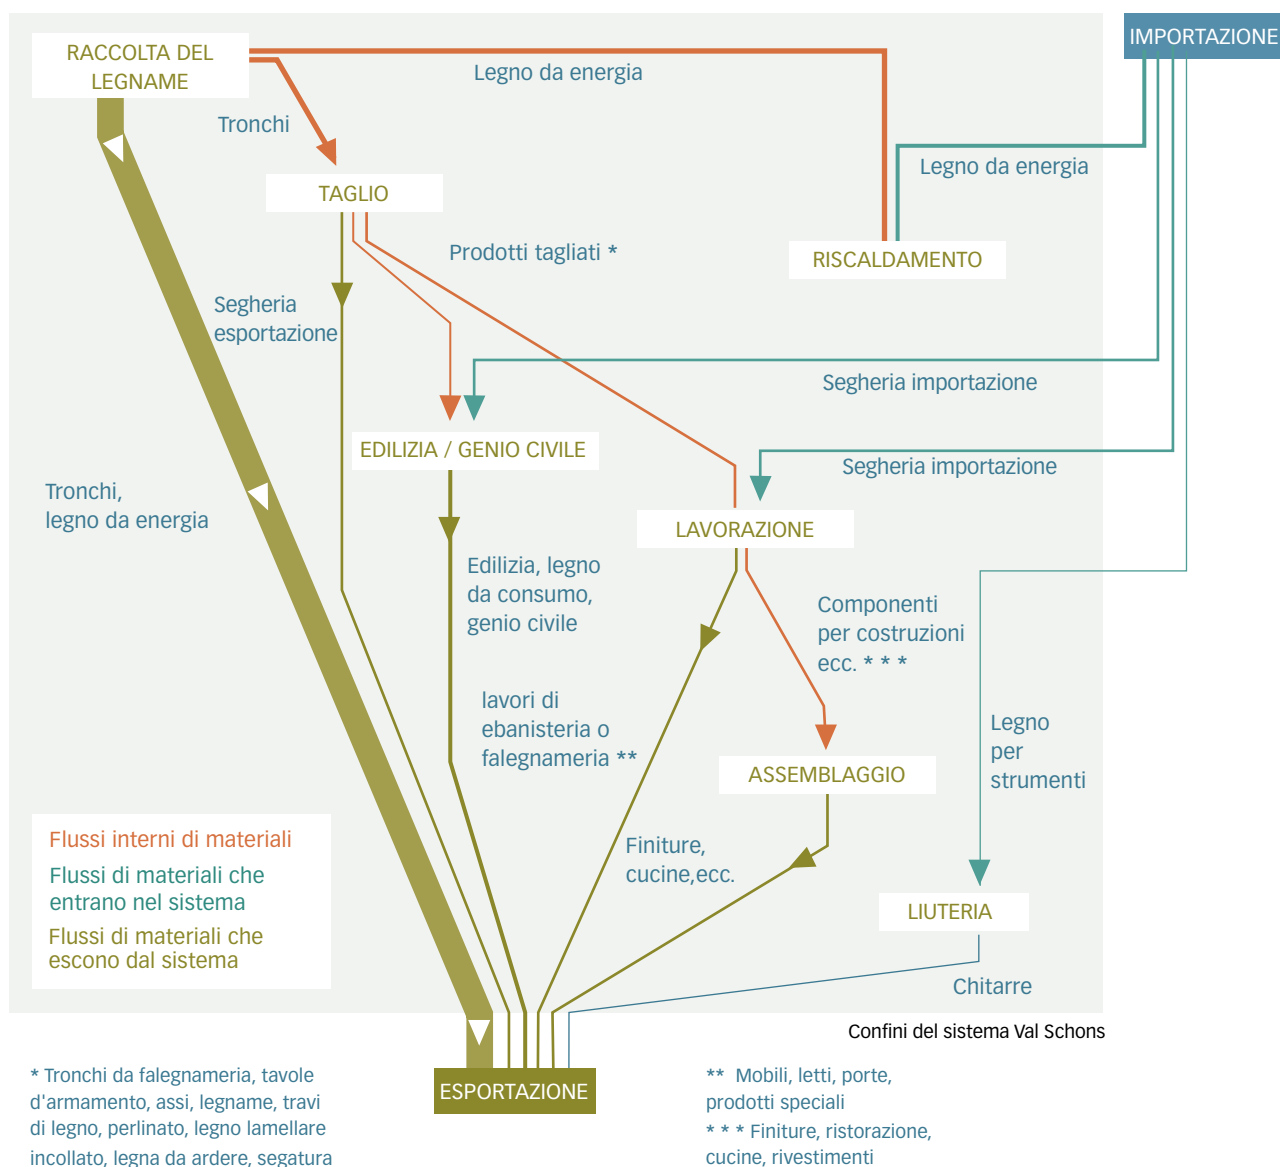 RACCOLTA DEL
LEGNAME
IMPORTAZIONE
Legno da energia
Tronchi
Legno da energia
TAGLIO
Prodotti tagliati *
RISCALDAMENTO
Segheria
esportazione
Segheria importazione
EDILIZIA / GENIO CIVILE
Segheria importazione
Tronchi,
legno da energia
LAVORAZIONE
Edilizia, legno
da consumo,
genio civile
Componenti
per costruzioni
ecc. * * *
lavori di
ebanisteria o
falegnameria **
Legno
per
strumenti
ASSEMBLAGGIO
Flussi interni di materiali
Flussi di materiali che
entrano nel sistema
Flussi di materiali che
escono dal sistema
Finiture,
cucine,ecc.
LIUTERIA
Chitarre
Confini del sistema Val Schons
ESPORTAZIONE
* Tronchi da falegnameria, tavole
d'armamento, assi, legname, travi
di legno, perlinato, legno lamellare
incollato, legna da ardere, segatura
** Mobili, letti, porte,
prodotti speciali
* * * Finiture, ristorazione,
cucine, rivestimenti